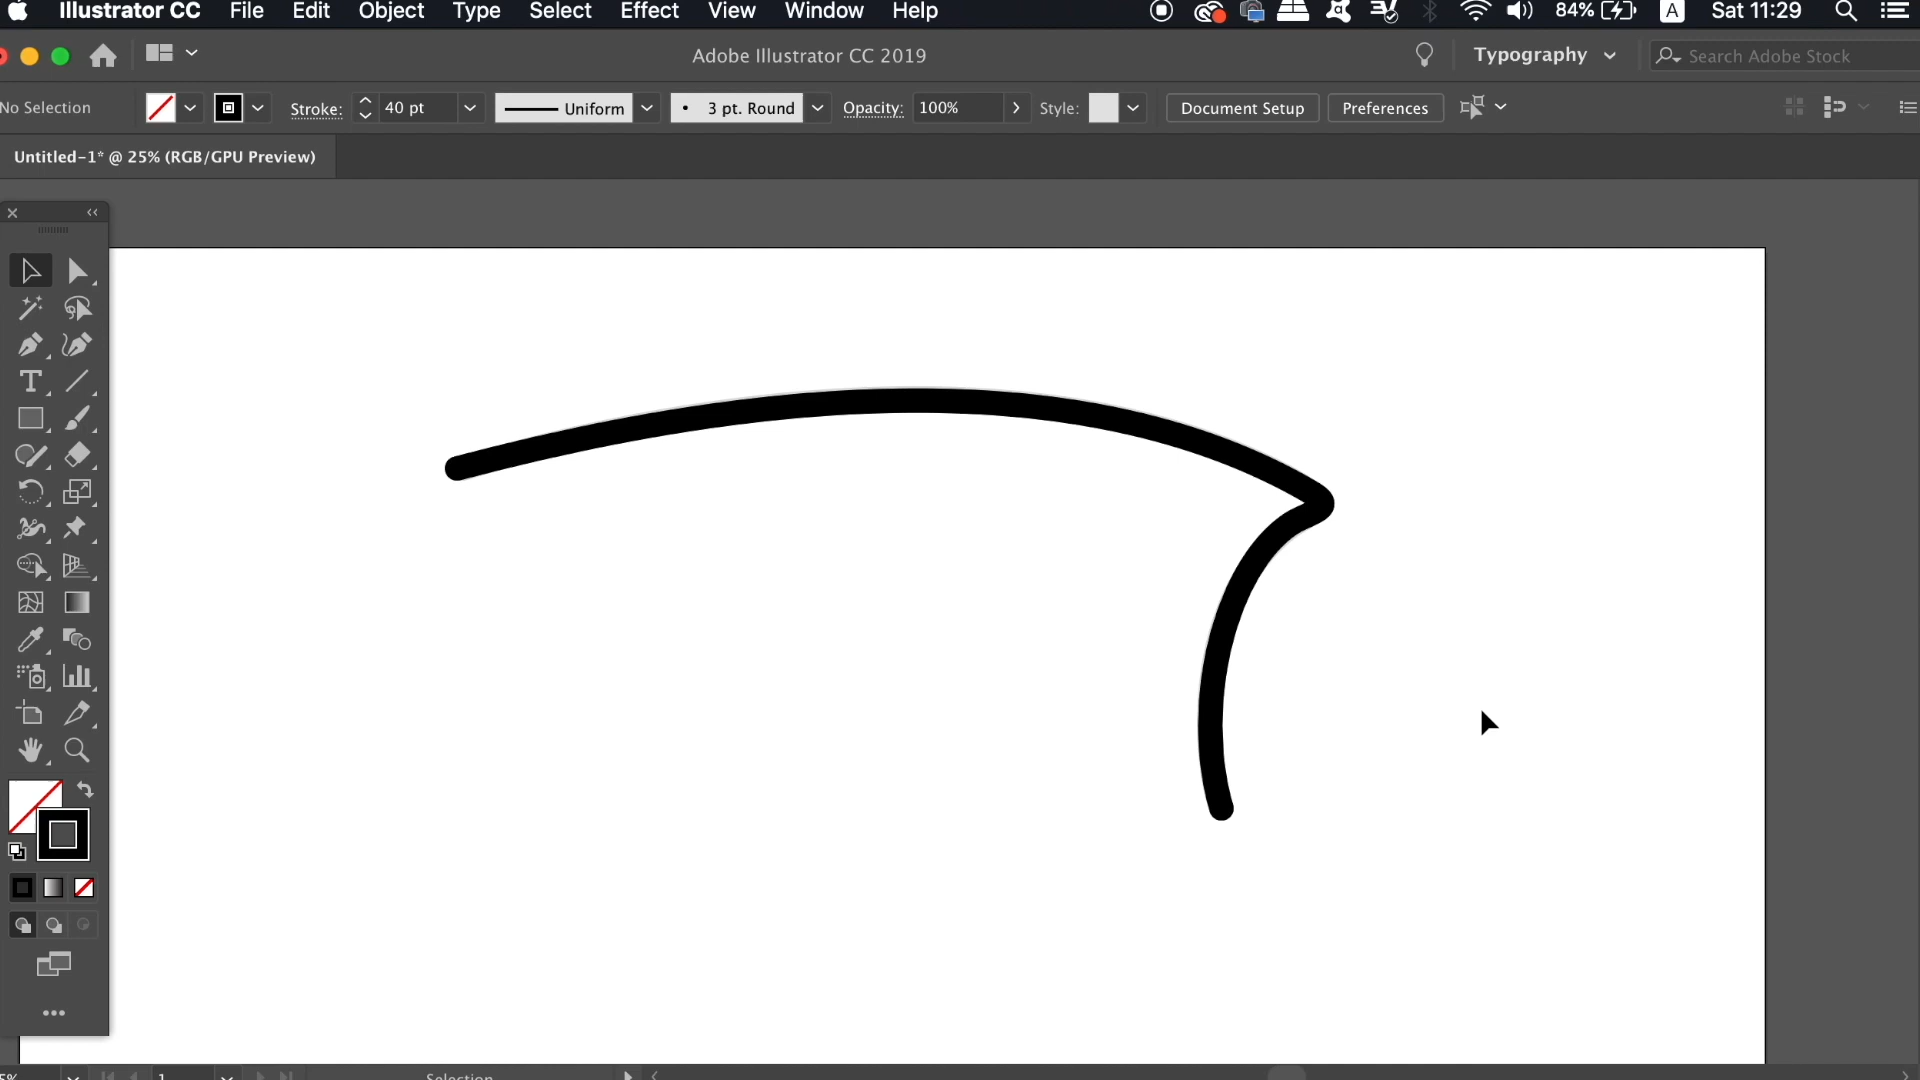 Illustrator CC File Edit Object Type Select Effect View Window Help 84% A Sat 11:29
Adobe Illustrator CC 2019 Typography Search Adobe Stock
No Selection Stroke: 40 pt Uniform 3 pt. Round Opacity: 100% Style: Document Setup Preferences
Untitled-1* @ 25% (RGB/GPU Preview)
1 Selection